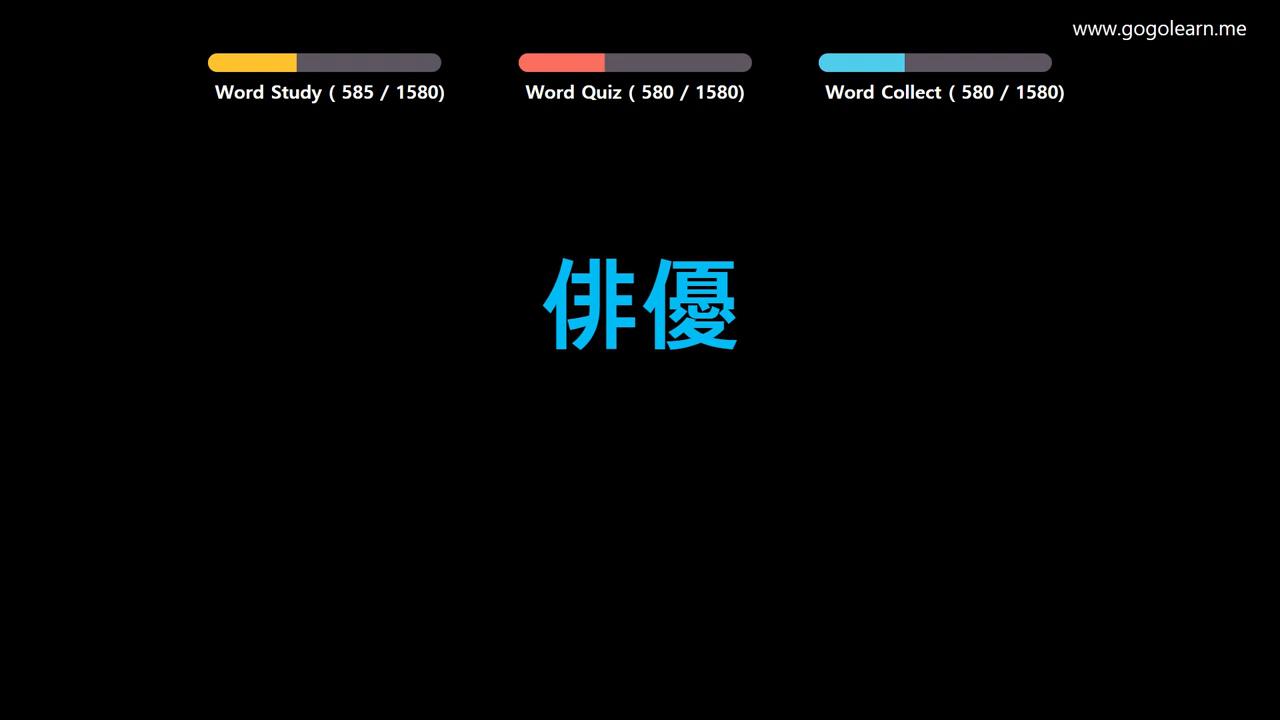 www.gogolearn.me
Word Study ( 585 / 1580)
Word Quiz ( 580 / 1580)
Word Collect ( 580 / 1580)
俳優